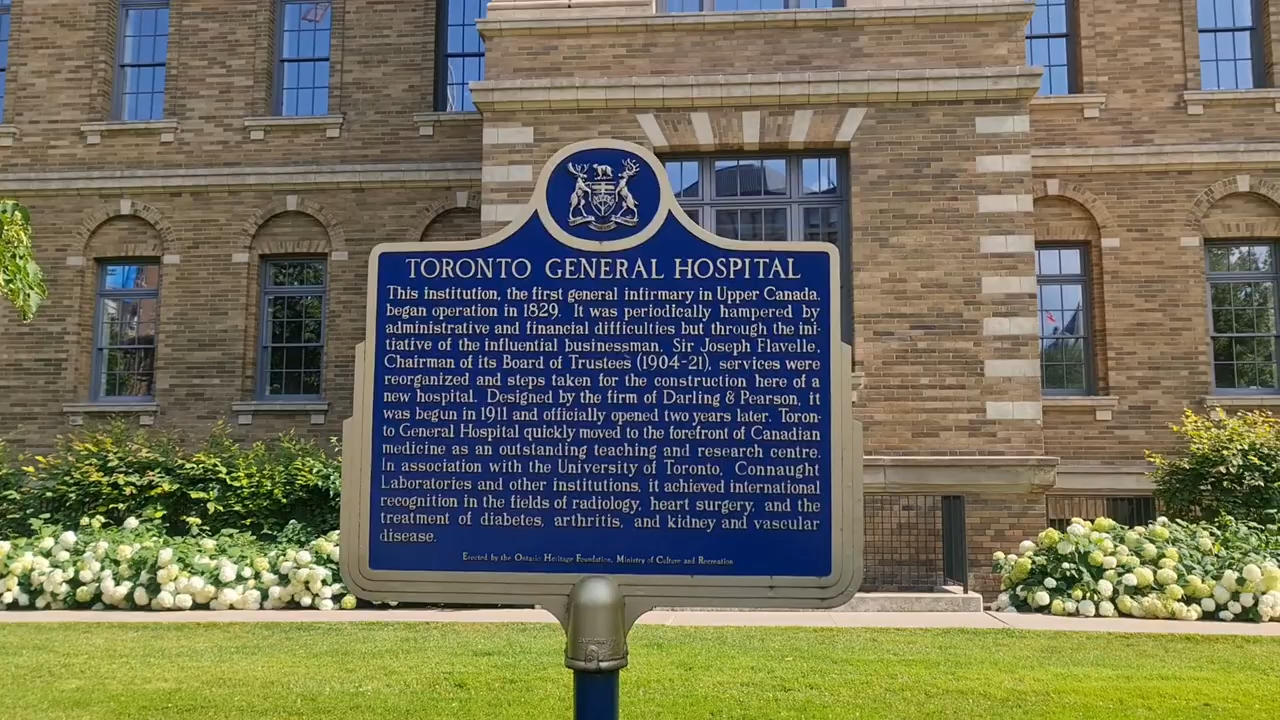 TORONTO GENERAL HOSPITAL
This institution, the first general infirmary in Upper Canada,
began operation in 1829. It was periodically hampered by
administrative and financial difficulties but through the ini-
tiative of the influential businessman, Sir Joseph Flavelle,
Chairman of its Board of Trustees (1904-21), services were
reorganized and steps taken for the construction here of a
new hospital. Designed by the firm of Darling & Pearson, it
was begun in 1911 and officially opened two years later. Toron-
to General Hospital quickly moved to the forefront of Canadian
medicine as an outstanding teaching and research centre.
In association with the University of Toronto, Connaught
Laboratories and other institutions, it achieved international
recognition in the fields of radiology, heart surgery, and the
treatment of diabetes, arthritis, and kidney and vascular
disease.
Erected by the Ontario Heritage Foundation, Ministry of Culture and Recreation